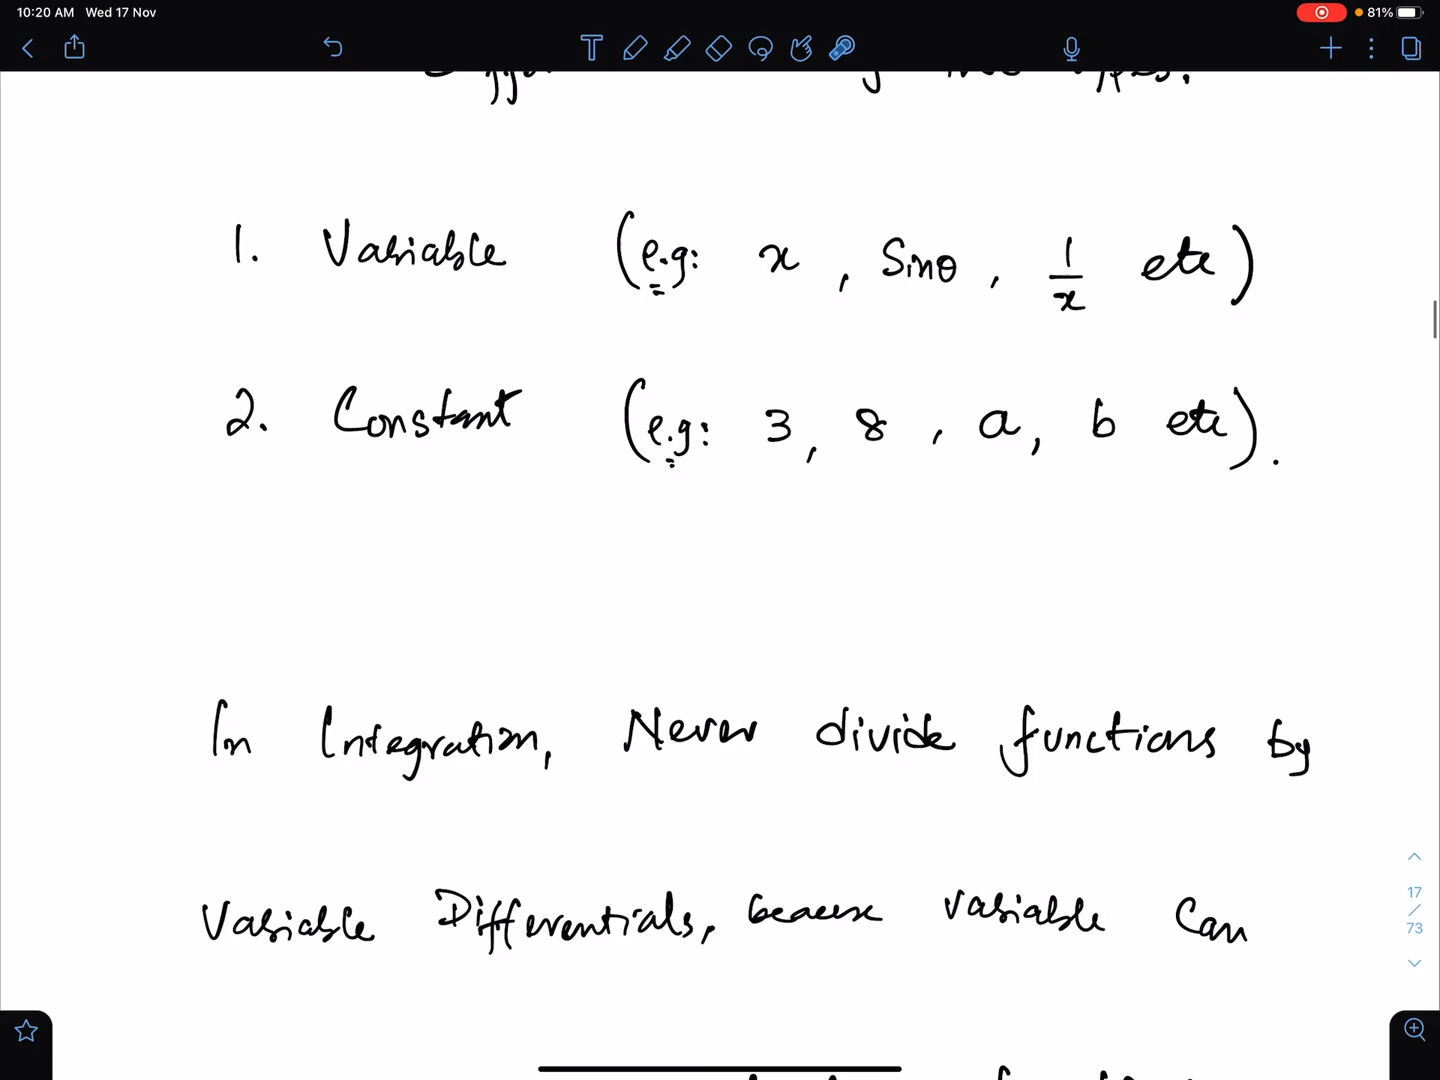 10:20 AM Wed 17 Nov
81%
1. Variable (e.g: x, Sinθ, 1/x etc)
2. Constant (e.g: 3, 8, a, b etc).
In Integration, Never divide functions by
Variable Differentials, because variable can
17
/
73